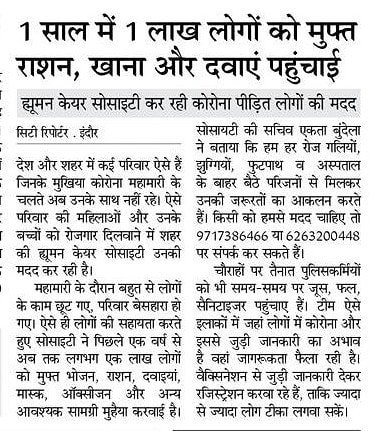 1 साल में 1 लाख लोगों को मुफ्त
राशन, खाना और दवाएं पहुंचाई
ह्यूमन केयर सोसाइटी कर रही कोरोना पीड़ित लोगों की मदद
सिटी रिपोर्टर . इंदौर
देश और शहर में कई परिवार ऐसे हैं
जिनके मुखिया कोरोना महामारी के
चलते अब उनके साथ नहीं रहे। ऐसे
परिवार की महिलाओं और उनके
बच्चों को रोजगार दिलवाने में शहर
की ह्यूमन केयर सोसाइटी उनकी
मदद कर रही है।
महामारी के दौरान बहुत से लोगों
के काम छूट गए, परिवार बेसहारा हो
गए। ऐसे ही लोगों की सहायता करते
हुए सोसाइटी ने पिछले एक वर्ष से
अब तक लगभग एक लाख लोगों
को मुफ्त भोजन, राशन, दवाइयां,
मास्क, ऑक्सीजन और अन्य
आवश्यक सामग्री मुहैया करवाई है।
सोसायटी की सचिव एकता बुंदेला
ने बताया कि हम हर रोज गलियों,
झुग्गियों, फुटपाथ व अस्पताल
के बाहर बैठे परिजनों से मिलकर
उनकी जरूरतों का आकलन करते
हैं। किसी को हमसे मदद चाहिए तो
9717386466 या 6263200448
पर संपर्क कर सकते हैं।
चौराहों पर तैनात पुलिसकर्मियों
को भी समय-समय पर जूस, फल,
सैनिटाइजर पहुंचाए हैं। टीम ऐसे
इलाकों में जहां लोगों में कोरोना और
इससे जुड़ी जानकारी का अभाव
है वहां जागरूकता फैला रही है।
वैक्सिनेशन से जुड़ी जानकारी देकर
रजिस्ट्रेशन करवा रहे हैं, ताकि ज्यादा
से ज्यादा लोग टीका लगवा सकें।